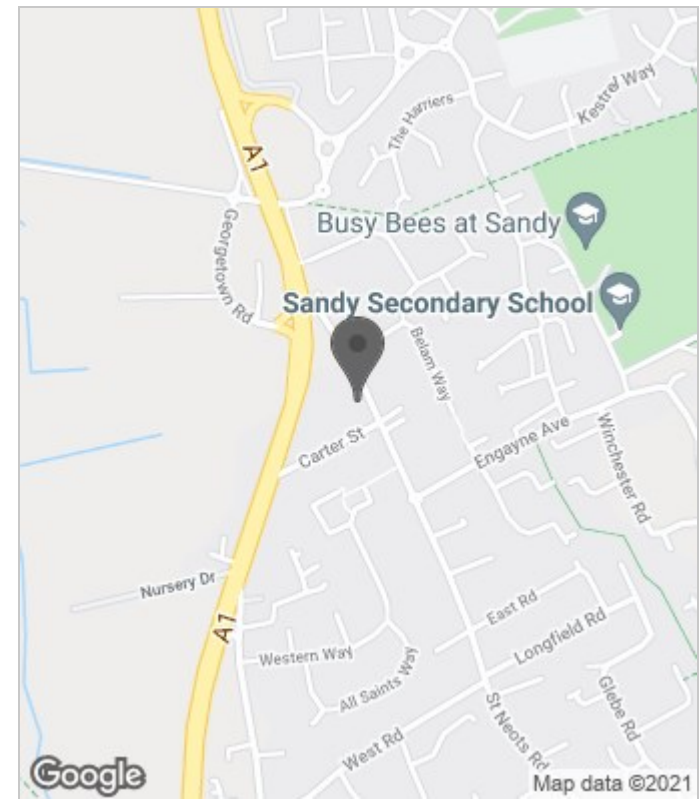 Kestrel Way
The Harriers
A1
Georgetown Rd
Busy Bees at Sandy
Sandy Secondary School
Belam Way
Carter St
Engayne Ave
Winchester Rd
Nursery Dr
A1
East Rd
Longfield Rd
Western Way
All Saints Way
Glebe Rd
St Neots Rd
West Rd
Google
Map data ©2021